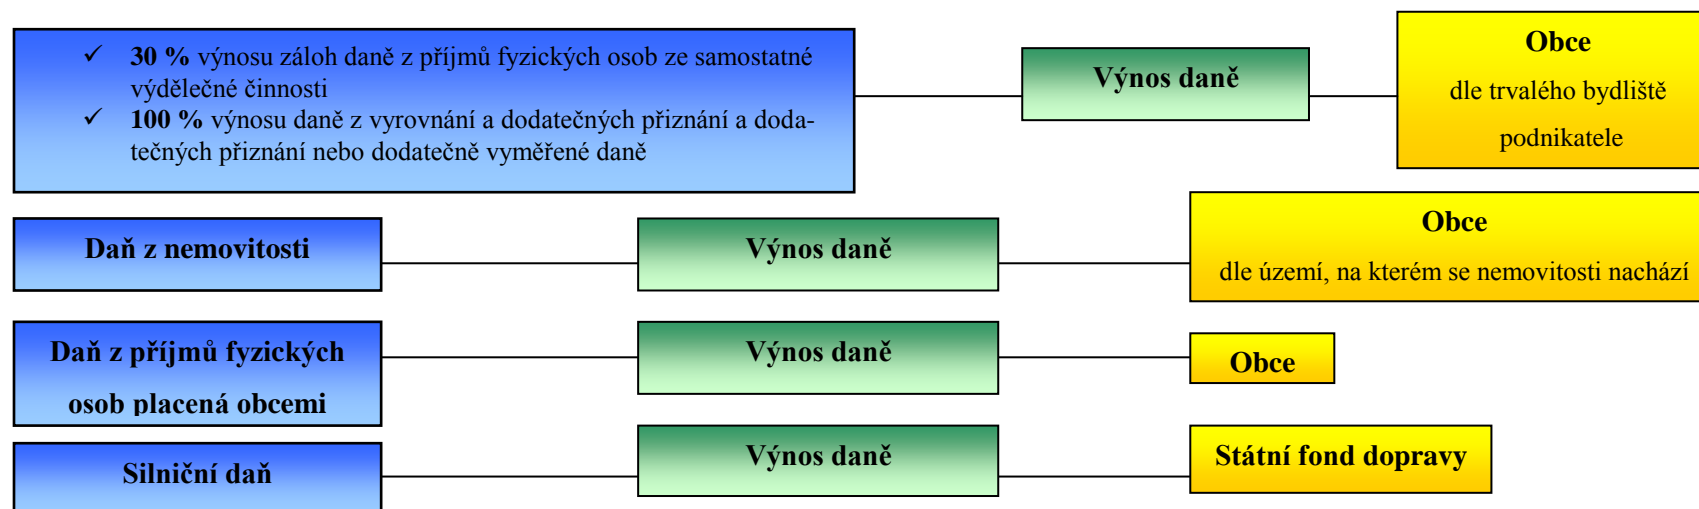 ✓ 30 % výnosu záloh daně z příjmů fyzických osob ze samostatné
výdělečné činnosti
✓ 100 % výnosu daně z vyrovnání a dodatečných přiznání a doda-
tečných přiznání nebo dodatečně vyměřené daně
Výnos daně
Obce
dle trvalého bydliště
podnikatele
Daň z nemovitosti
Výnos daně
Obce
dle území, na kterém se nemovitosti nachází
Daň z příjmů fyzických
osob placená obcemi
Výnos daně
Obce
Silniční daň
Výnos daně
Státní fond dopravy